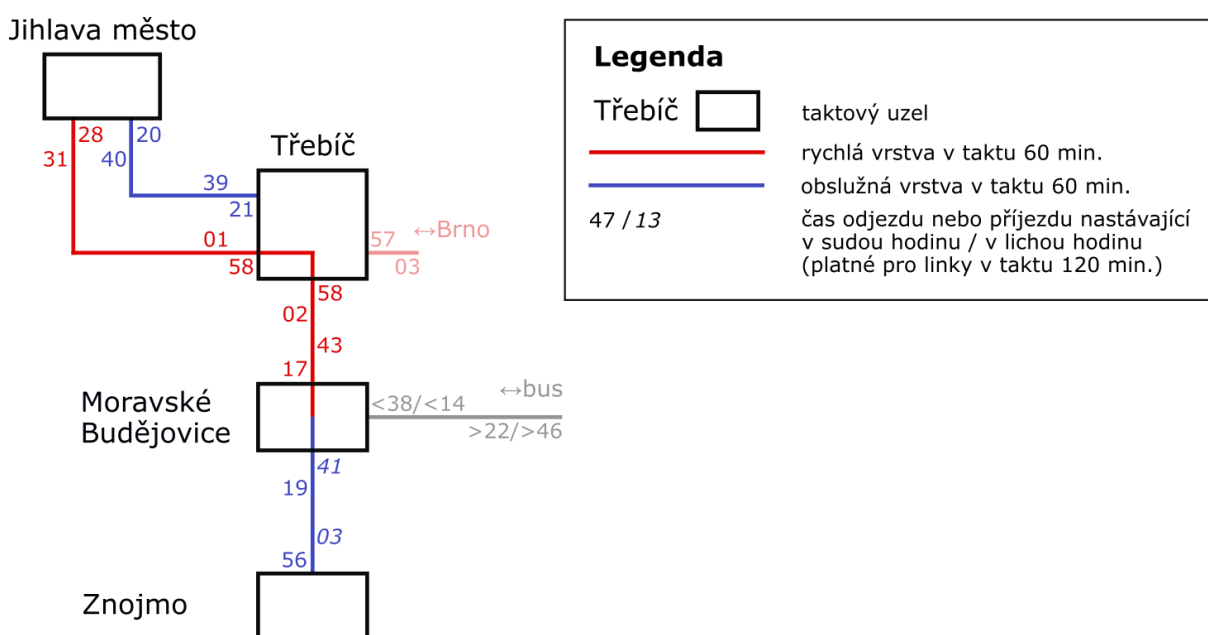 Jihlava město
28
20
31
40
Třebíč
39
21
01
58
57
↔Brno
03
58
02
43
17
Moravské
Budějovice
↔bus
<38/<14
>22/>46
41
19
03
56
Znojmo
Legenda
Třebíč
taktový uzel
rychlá vrstva v taktu 60 min.
obslužná vrstva v taktu 60 min.
47 / 13
čas odjezdu nebo příjezdu nastávající
v sudou hodinu / v lichou hodinu
(platné pro linky v taktu 120 min.)